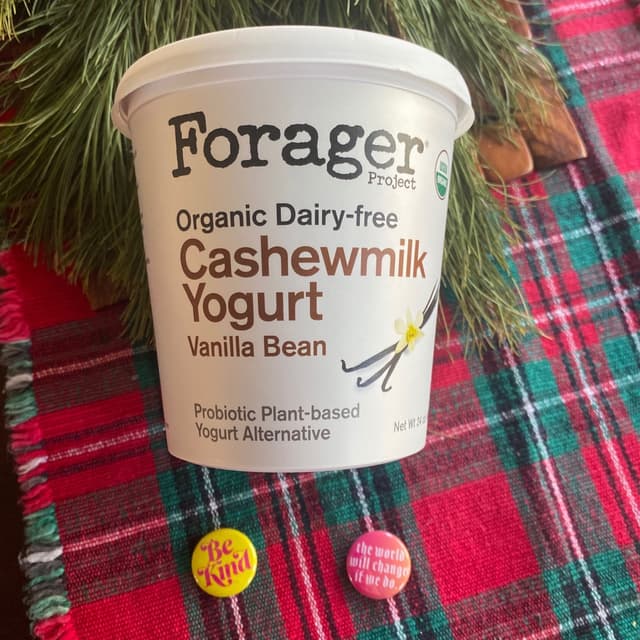 Forager
Project
Organic Dairy-free
Cashewmilk
Yogurt
Vanilla Bean
Probiotic Plant-based
Yogurt Alternative
Net Wt 24
Be
Kind
the world
will change
if we do